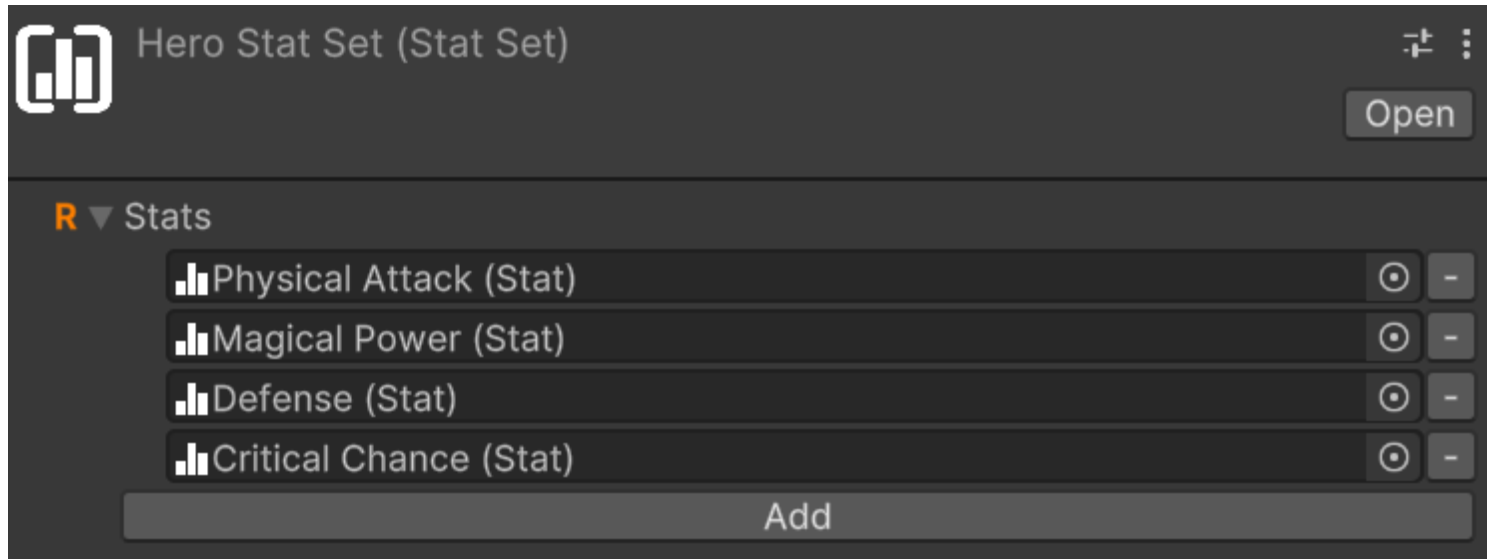 Hero Stat Set (Stat Set)
Open
R Stats
Physical Attack (Stat)
-
Magical Power (Stat)
-
Defense (Stat)
-
Critical Chance (Stat)
-
Add